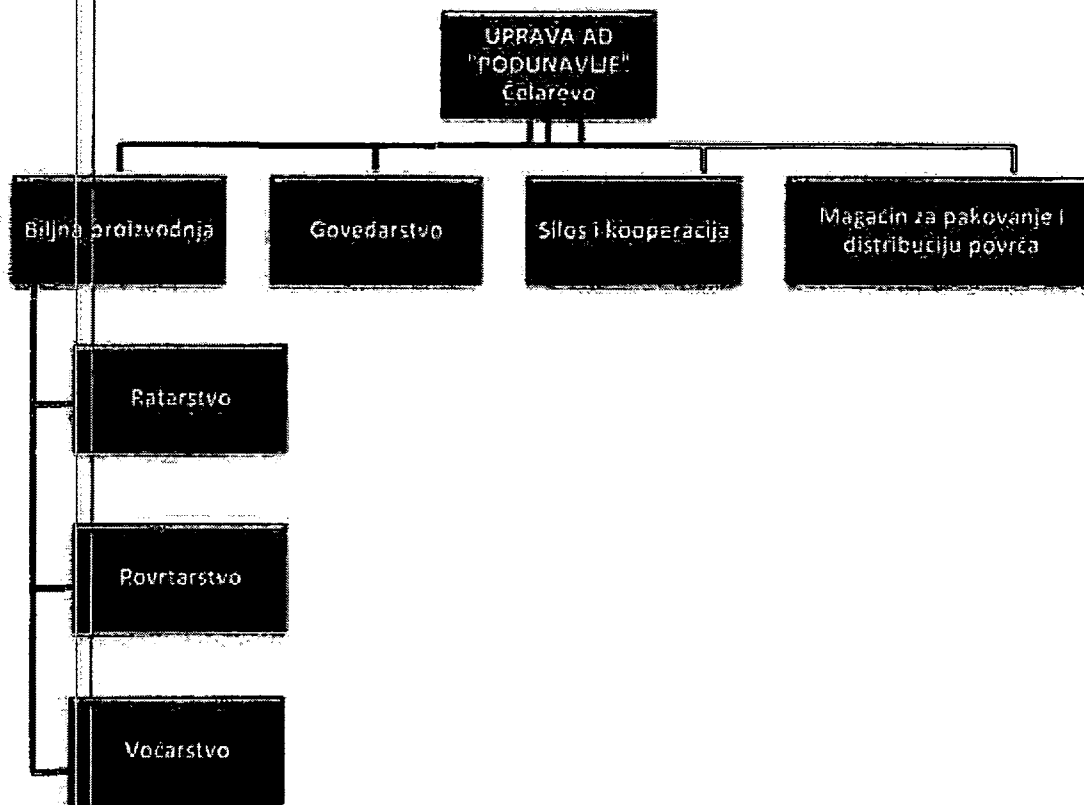 UPRAVA AD
"PODUNAVLJE"
Čelarevo
Biljna proizvodnja
Govedarstvo
Silos i kooperacija
Magacin za pakovanje i
distribuciju povrća
Ratarstvo
Povrtarstvo
Voćarstvo